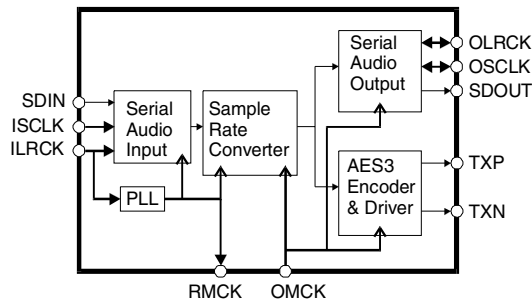 SDIN
ISCLK
ILRCK
Serial
Audio
Input
PLL
Sample
Rate
Converter
Serial
Audio
Output
AES3
Encoder
& Driver
OLRCK
OSCLK
SDOUT
TXP
TXN
RMCK
OMCK